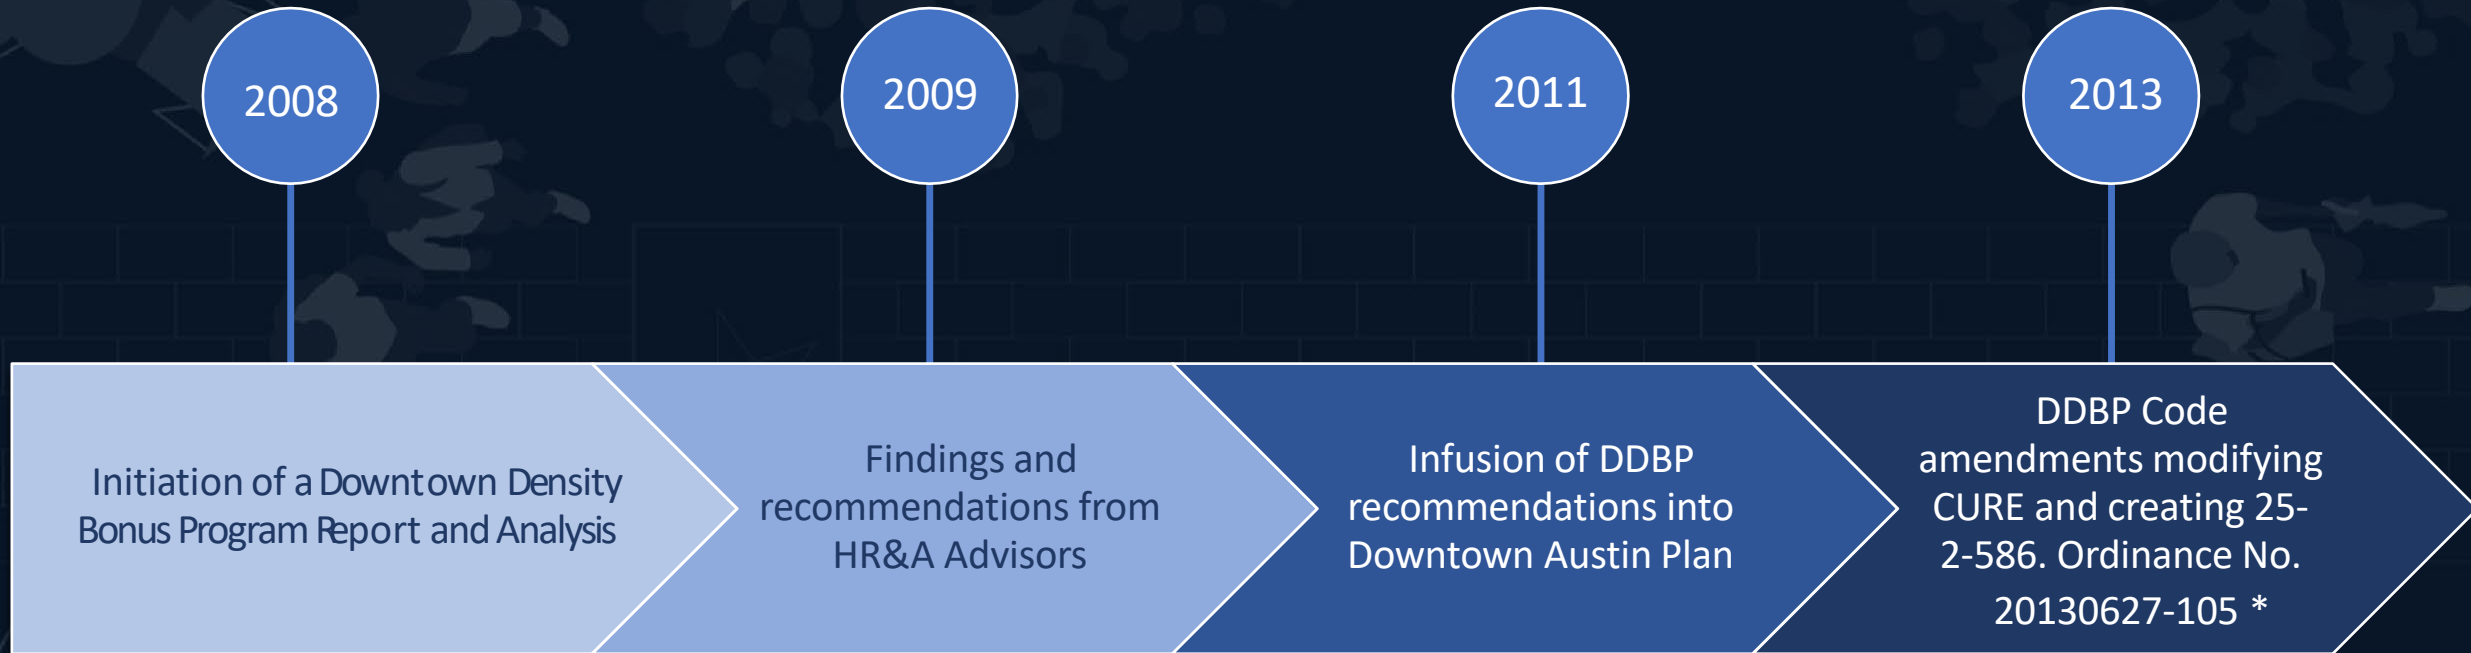 2008
2009
2011
2013
Initiation of a Downtown Density
Bonus Program Report and Analysis
Findings and
recommendations from
HR&A Advisors
Infusion of DDBP
recommendations into
Downtown Austin Plan
DDBP Code
amendments modifying
CURE and creating 25-
2-586. Ordinance No.
20130627-105 *